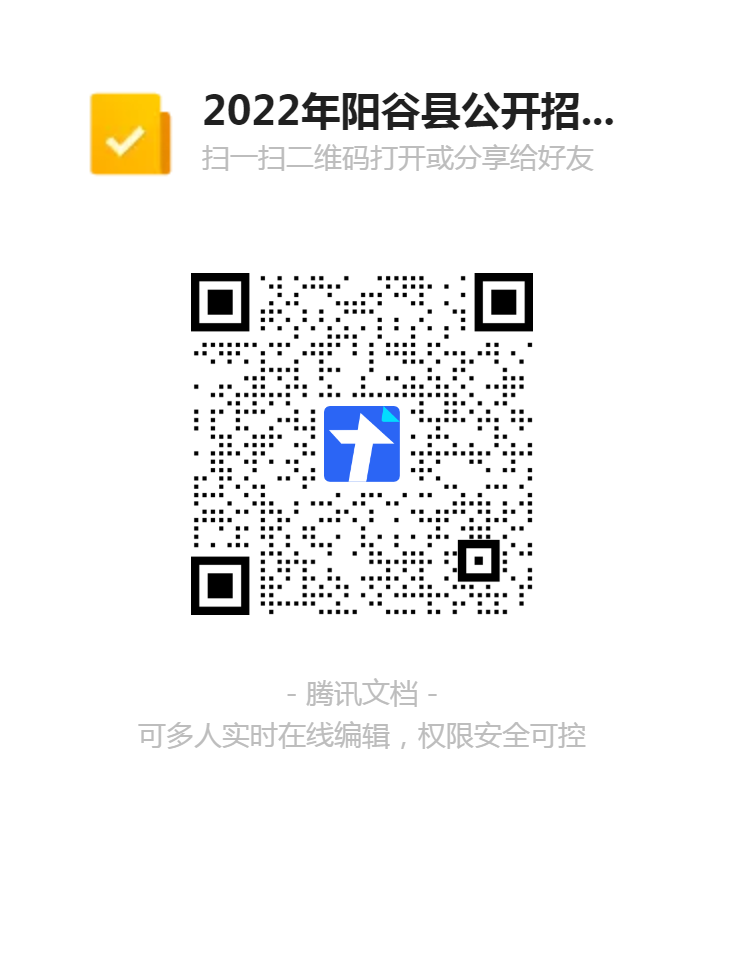 2022年阳谷县公开招...
扫一扫二维码打开或分享给好友
- 腾讯文档 -
可多人实时在线编辑，权限安全可控